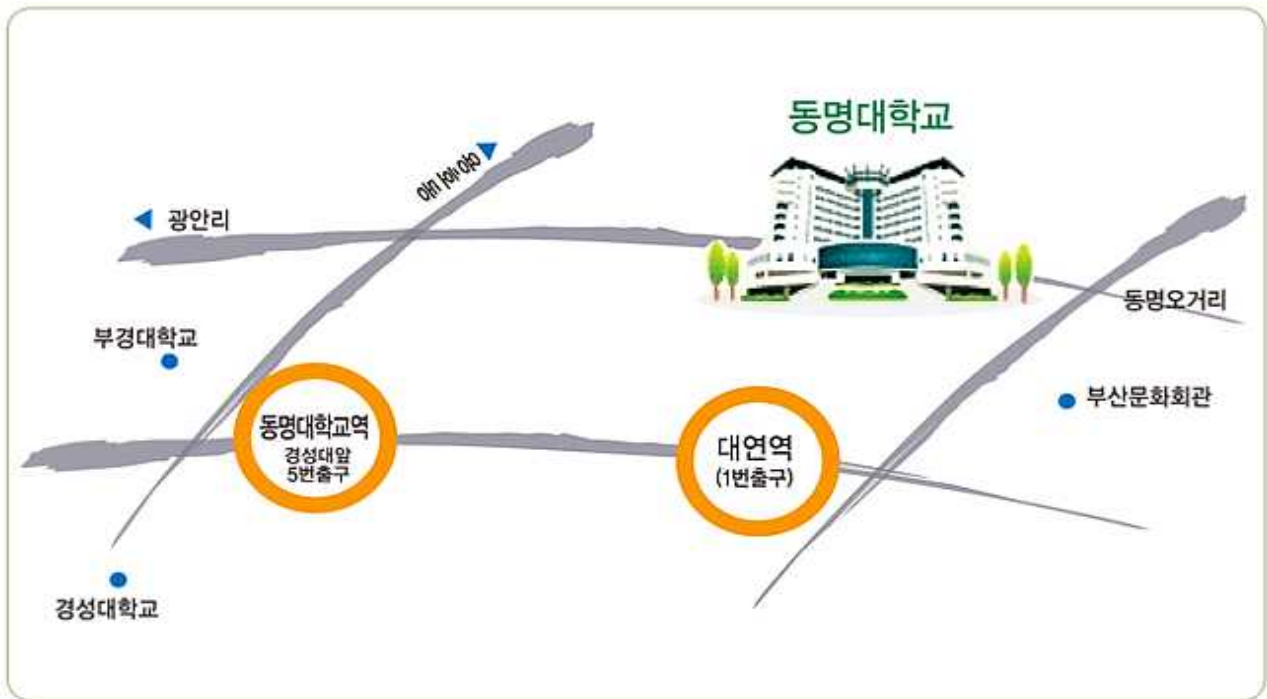 동명대학교
용호동
광안리
동명오거리
부경대학교
부산문화회관
동명대학교역
경성대앞
5번출구
대연역
(1번출구)
경성대학교